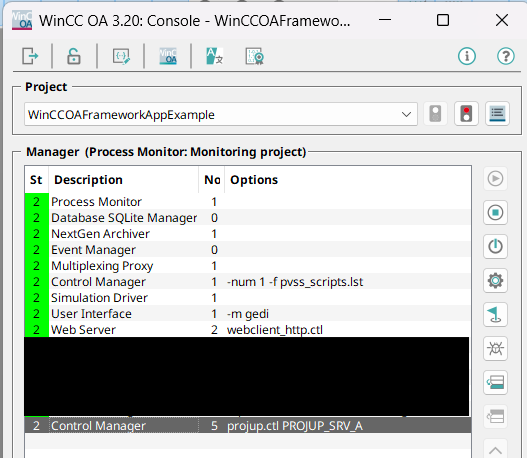 WinCC OA 3.20: Console - WinCCOAFramewo...
Project
WinCCOAFrameworkAppExample
Manager (Process Monitor: Monitoring project)
St Description No Options
2 Process Monitor 1
2 Database SQLite Manager 0
2 NextGen Archiver 1
2 Event Manager 0
2 Multiplexing Proxy 1
2 Control Manager 1 -num 1 -f pvss_scripts.lst
2 Simulation Driver 1
2 User Interface 1 -m gedi
2 Web Server 2 webclient_http.ctl
2 Control Manager 5 projup.ctl PROJUP_SRV_A